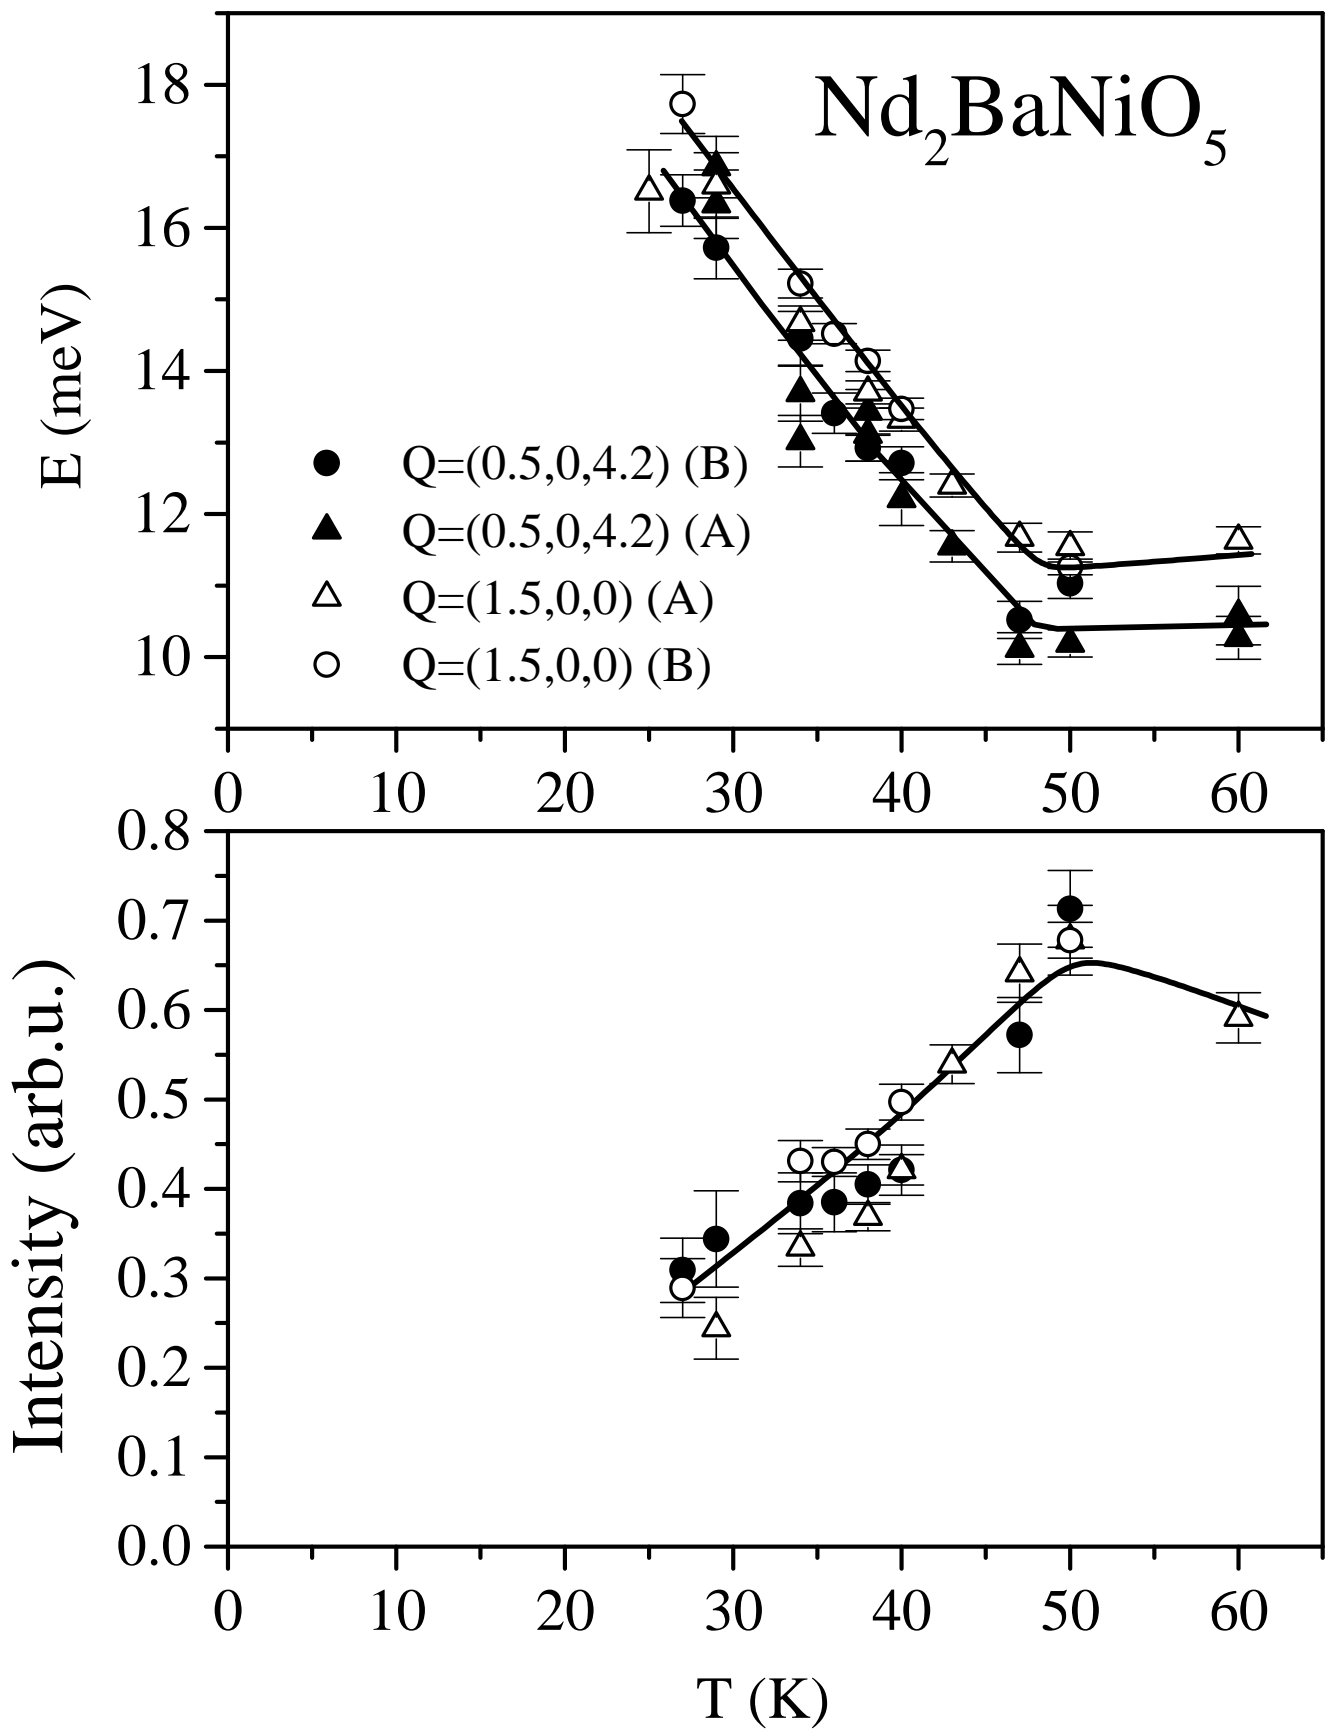 Nd2BaNiO5
E (meV)
18
16
14
12
10
Q=(0.5,0,4.2) (B)
Q=(0.5,0,4.2) (A)
Q=(1.5,0,0) (A)
Q=(1.5,0,0) (B)
0 10 20 30 40 50 60
Intensity (arb.u.)
0.8
0.7
0.6
0.5
0.4
0.3
0.2
0.1
0.0
0 10 20 30 40 50 60
T (K)